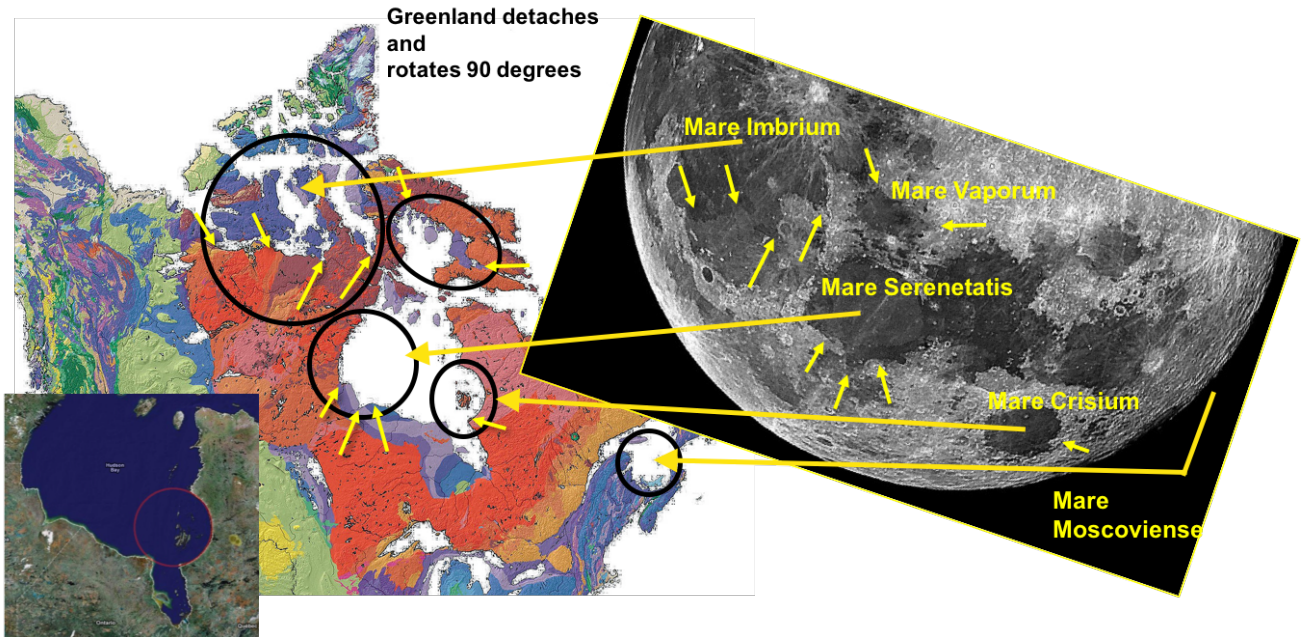 Greenland detaches
and
rotates 90 degrees
Mare Imbrium
Mare Vaporum
Mare Serenetatis
Mare Crisium
Mare
Moscoviense
Hudson
Bay
Ontario
Quebec